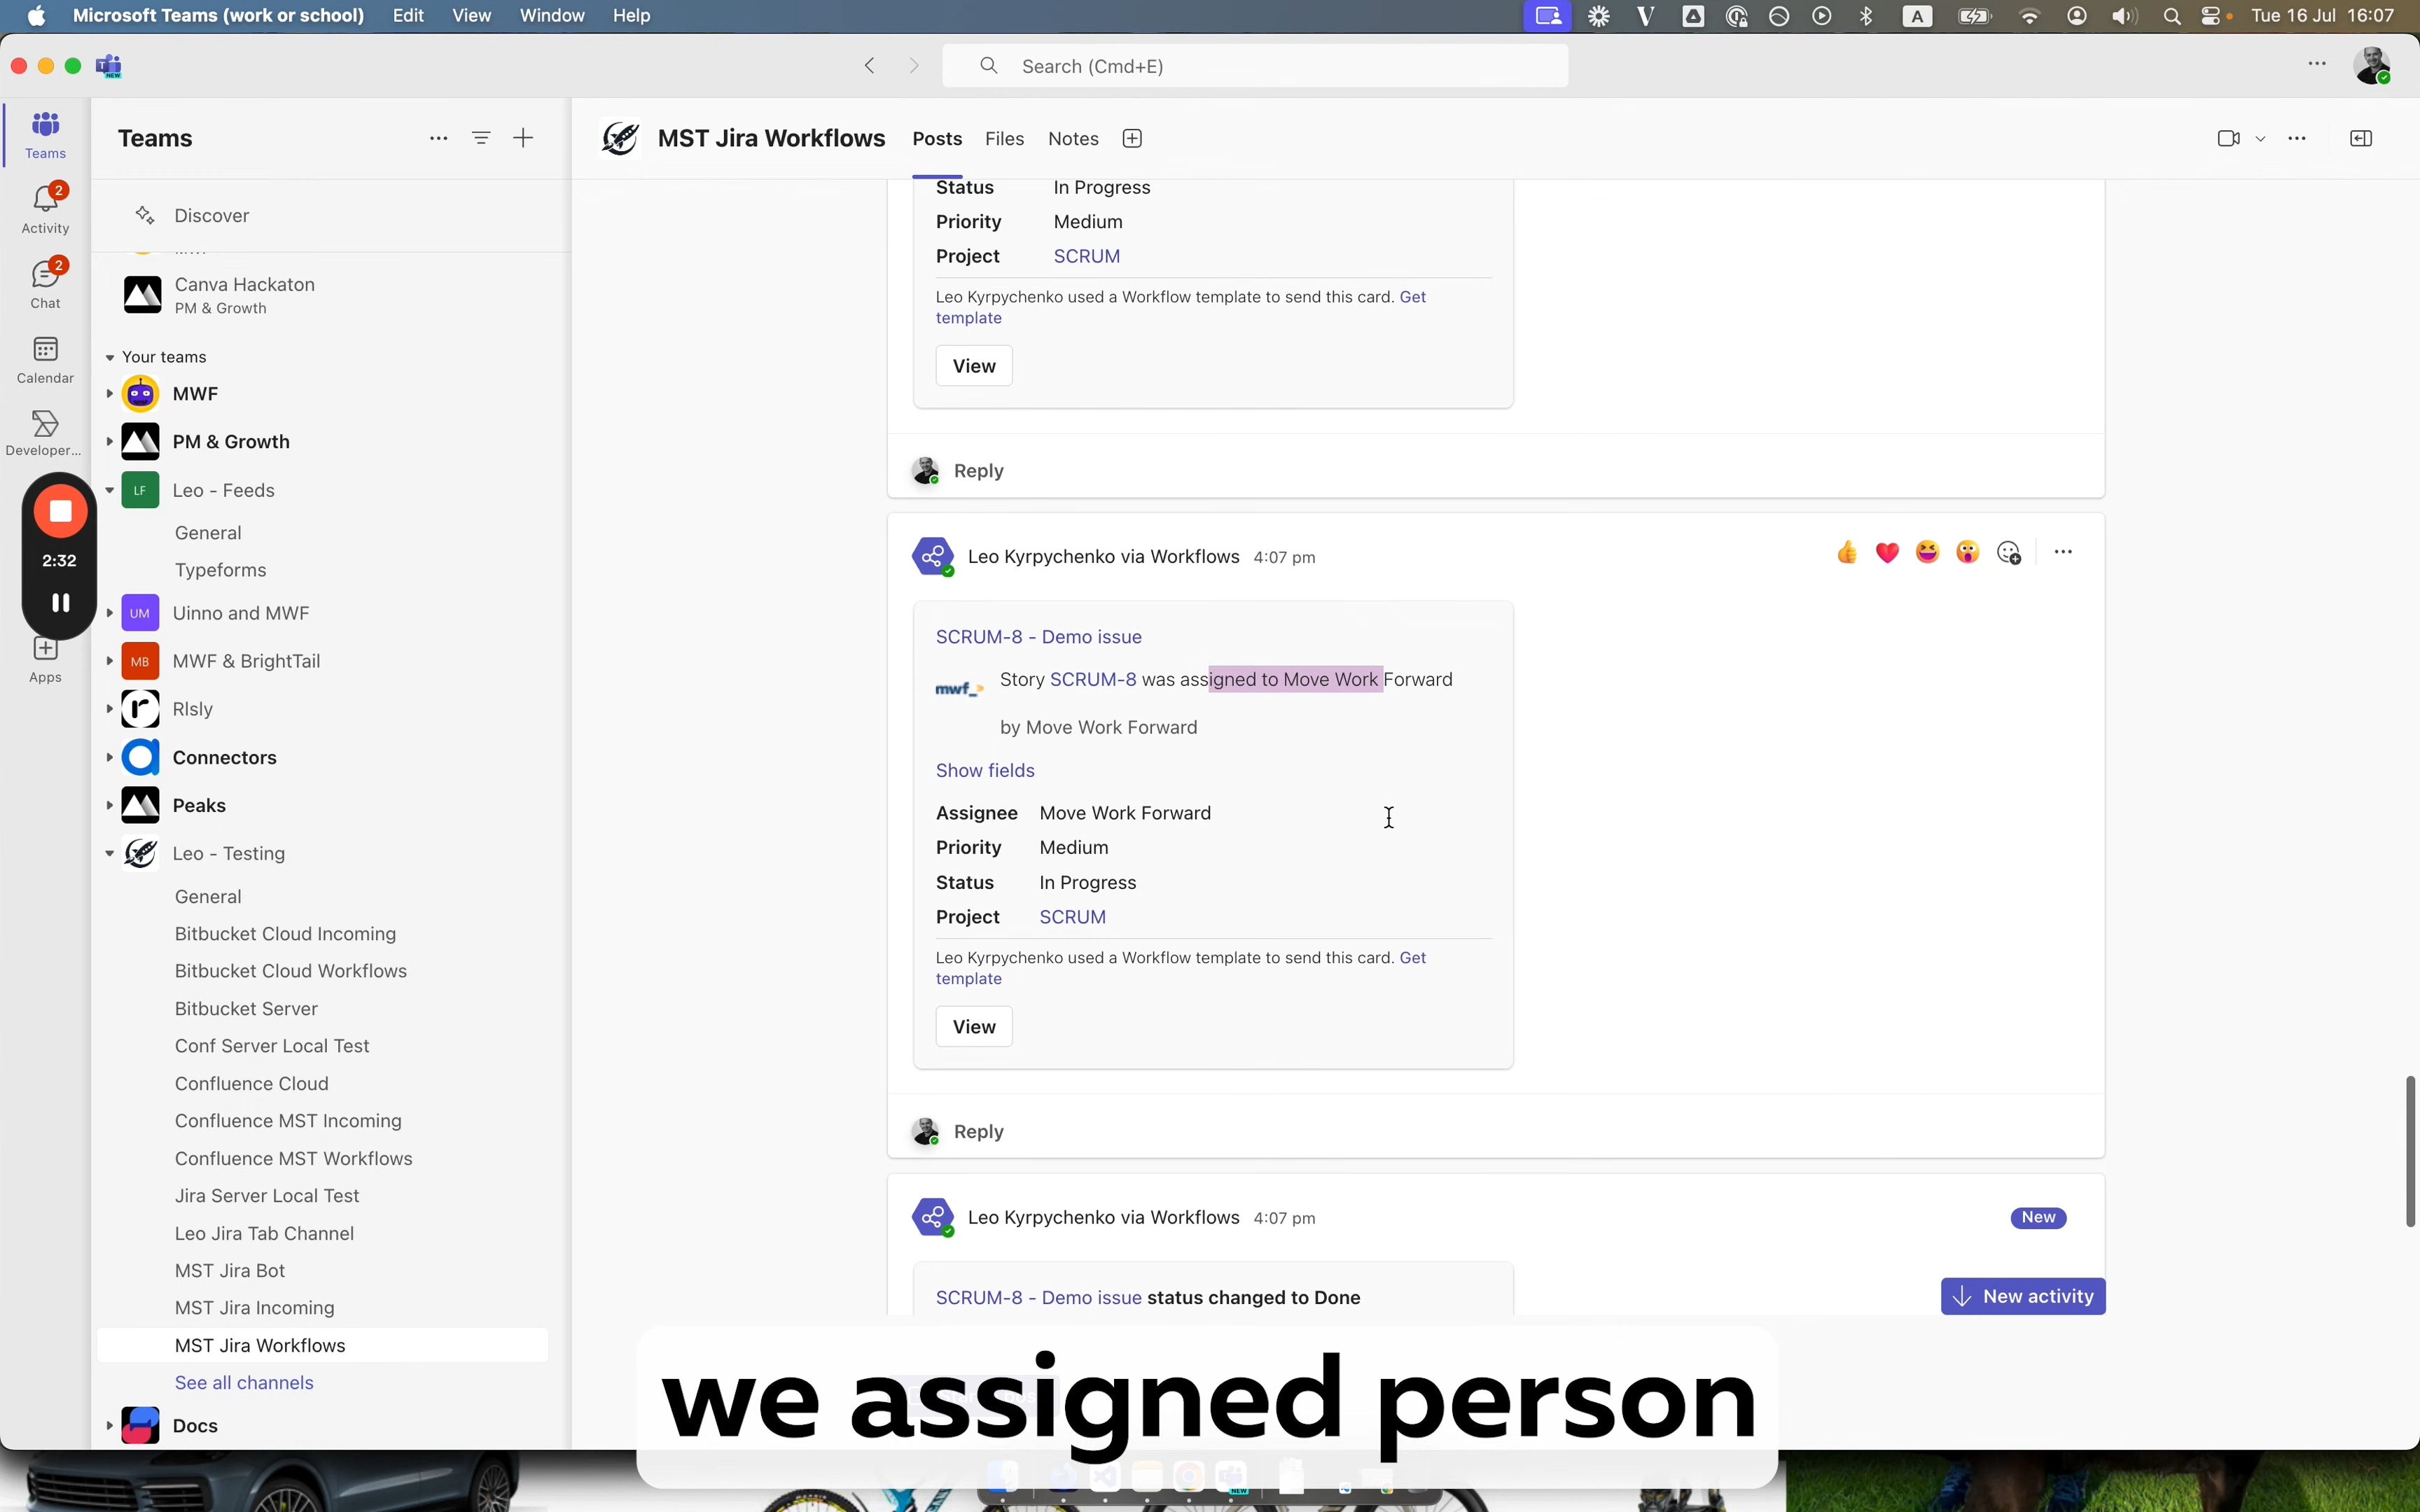 Microsoft Teams (work or school) Edit View Window Help
A
Tue 16 Jul 16:07
NEW
Search (Cmd+E)
Teams
2
Activity
2
Chat
Calendar
Developer...
2:32
Apps
Teams
Discover
Canva Hackaton
PM & Growth
Your teams
MWF
PM & Growth
LF Leo - Feeds
General
Typeforms
UM Uinno and MWF
MB MWF & BrightTail
r Rlsly
Connectors
Peaks
Leo - Testing
General
Bitbucket Cloud Incoming
Bitbucket Cloud Workflows
Bitbucket Server
Conf Server Local Test
Confluence Cloud
Confluence MST Incoming
Confluence MST Workflows
Jira Server Local Test
Leo Jira Tab Channel
MST Jira Bot
MST Jira Incoming
MST Jira Workflows
See all channels
Docs
MST Jira Workflows Posts Files Notes
Status In Progress
Priority Medium
Project SCRUM
Leo Kyrpychenko used a Workflow template to send this card. Get
template
View
Reply
Leo Kyrpychenko via Workflows 4:07 pm
SCRUM-8 - Demo issue
mwf_> Story SCRUM-8 was assigned to Move Work Forward
by Move Work Forward
Show fields
Assignee Move Work Forward
Priority Medium
Status In Progress
Project SCRUM
Leo Kyrpychenko used a Workflow template to send this card. Get
template
View
Reply
Leo Kyrpychenko via Workflows 4:07 pm New
SCRUM-8 - Demo issue status changed to Done
New activity
we assigned person
NEW